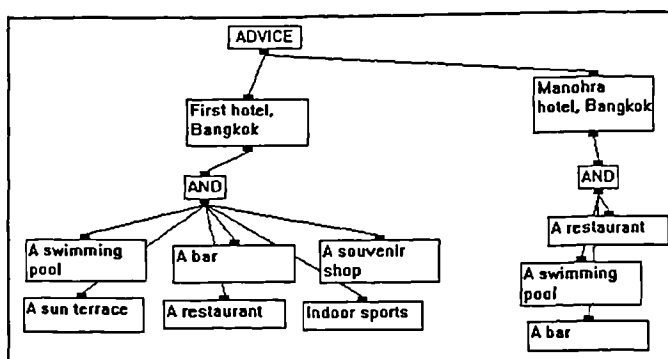 ADVICE
First hotel,
Bangkok
Manohra
hotel, Bangkok
AND
AND
A swimming
pool
A bar
A souvenir
shop
A sun terrace
A restaurant
Indoor sports
A restaurant
A swimming
pool
A bar